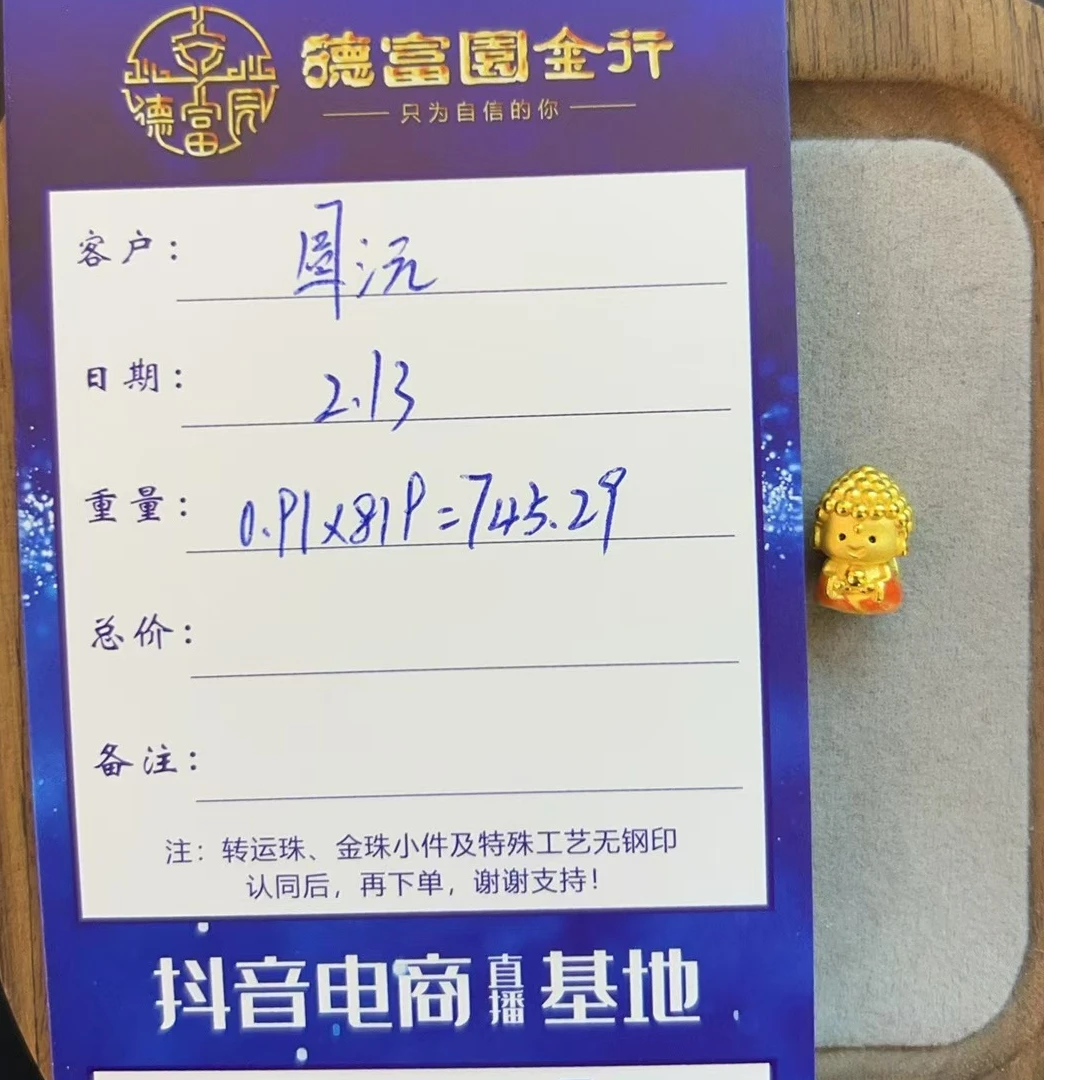 德富園金行
只为自信的你
德富园
客户：
日期： 2.13
重量： 0.91x819=745.29
总价：
备注：
注：转运珠、金珠小件及特殊工艺无钢印
认同后，再下单，谢谢支持！
抖音电商直播基地